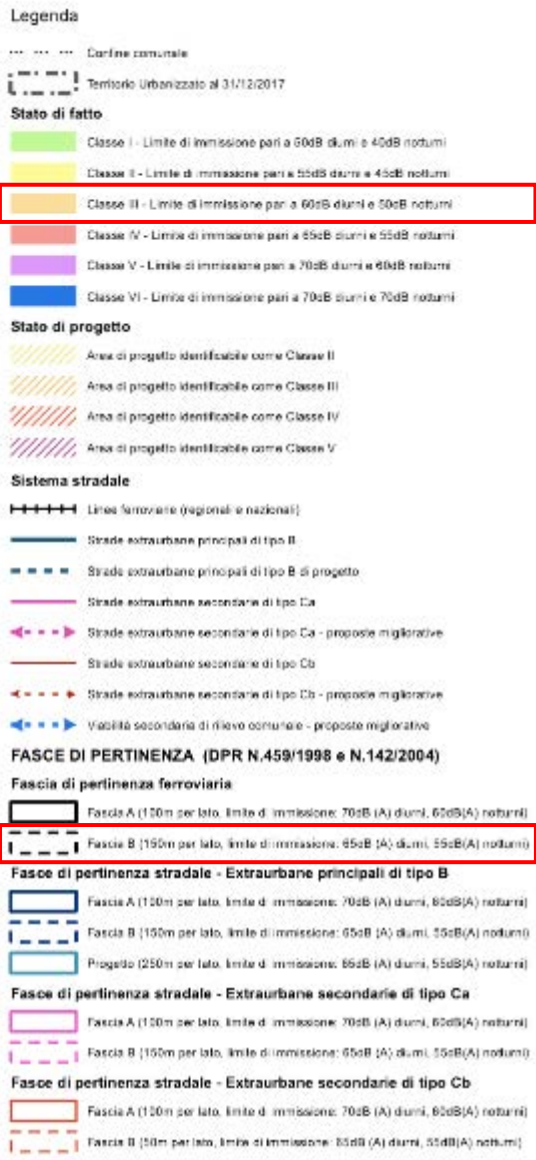 Legenda
Confine comunale
Territorio Urbanizzato al 31/12/2017
Stato di fatto
Classe I - Limite di immissione pari a 50dB diurni e 40dB notturni
Classe II - Limite di immissione pari a 55dB diurni e 45dB notturni
Classe III - Limite di immissione pari a 60dB diurni e 50dB notturni
Classe IV - Limite di immissione pari a 65dB diurni e 55dB notturni
Classe V - Limite di immissione pari a 70dB diurni e 60dB notturni
Classe VI - Limite di immissione pari a 70dB diurni e 70dB notturni
Stato di progetto
Area di progetto identificabile come Classe II
Area di progetto identificabile come Classe III
Area di progetto identificabile come Classe IV
Area di progetto identificabile come Classe V
Sistema stradale
Linee ferroviarie (regionali e nazionali)
Strade extraurbane principali di tipo B
Strade extraurbane principali di tipo B di progetto
Strade extraurbane secondarie di tipo Ca
Strade extraurbane secondarie di tipo Ca - proposte migliorative
Strade extraurbane secondarie di tipo Cb
Strade extraurbane secondarie di tipo Cb - proposte migliorative
Viabilità secondaria di rilievo comunale - proposte migliorative
FASCE DI PERTINENZA (DPR N.459/1998 e N.142/2004)
Fascia di pertinenza ferroviaria
Fascia A (100m per lato, limite di immissione: 70dB (A) diurni, 60dB(A) notturni)
Fascia B (150m per lato, limite di immissione: 65dB (A) diurni, 55dB(A) notturni)
Fasce di pertinenza stradale - Extraurbane principali di tipo B
Fascia A (100m per lato, limite di immissione: 70dB (A) diurni, 60dB(A) notturni)
Fascia B (150m per lato, limite di immissione: 65dB (A) diurni, 55dB(A) notturni)
Progetto (250m per lato, limite di immissione: 65dB (A) diurni, 55dB(A) notturni)
Fasce di pertinenza stradale - Extraurbane secondarie di tipo Ca
Fascia A (100m per lato, limite di immissione: 70dB (A) diurni, 60dB(A) notturni)
Fascia B (150m per lato, limite di immissione: 65dB (A) diurni, 55dB(A) notturni)
Fasce di pertinenza stradale - Extraurbane secondarie di tipo Cb
Fascia A (100m per lato, limite di immissione: 70dB (A) diurni, 60dB(A) notturni)
Fascia B (50m per lato, limite di immissione: 65dB (A) diurni, 55dB(A) notturni)